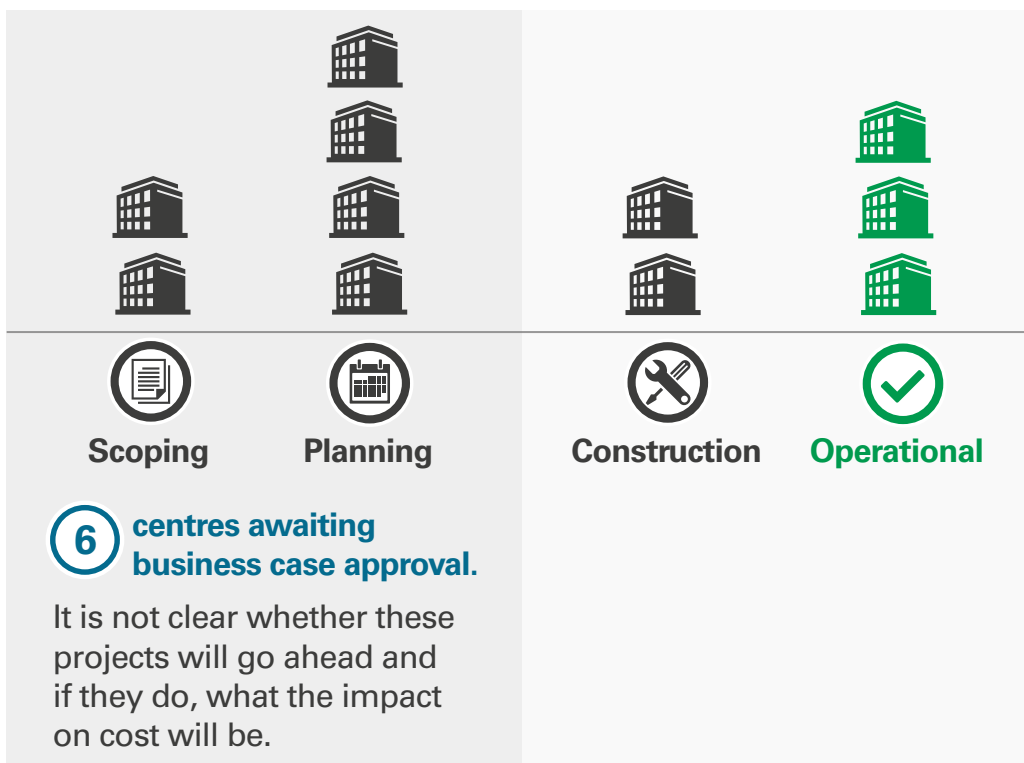 Scoping
Planning
Construction
Operational
6
centres awaiting
business case approval.
It is not clear whether these
projects will go ahead and
if they do, what the impact
on cost will be.